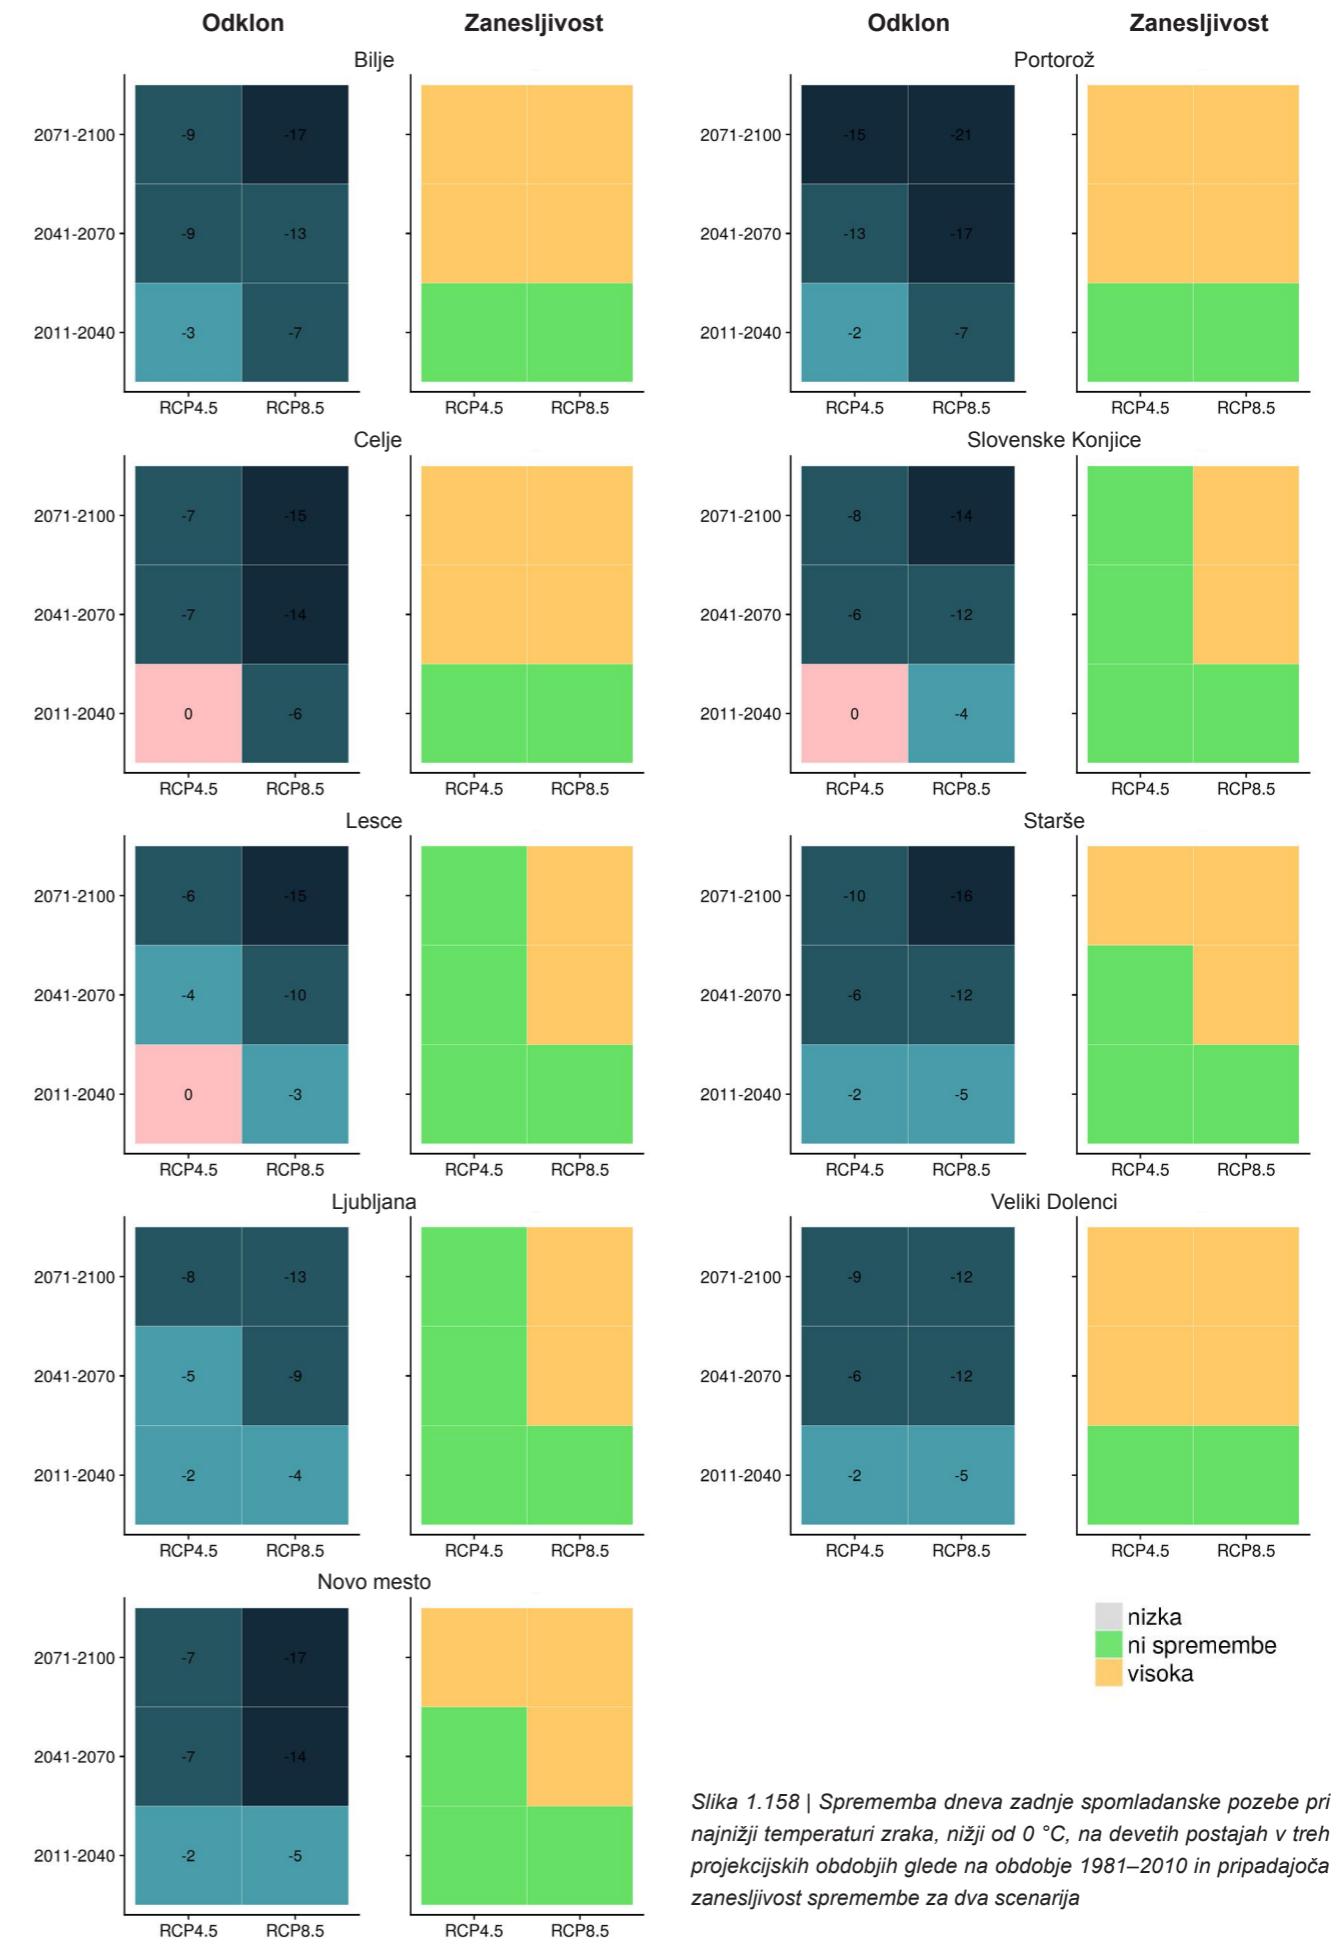 Odklon Zanesljivost Odklon Zanesljivost
Bilje
2071-2100 -9 -17
2041-2070 -9 -13
2011-2040 -3 -7
RCP4.5 RCP8.5 RCP4.5 RCP8.5
Portorož
2071-2100 -15 -21
2041-2070 -13 -17
2011-2040 -2 -7
RCP4.5 RCP8.5 RCP4.5 RCP8.5
Celje
2071-2100 -7 -15
2041-2070 -7 -14
2011-2040 0 -6
RCP4.5 RCP8.5 RCP4.5 RCP8.5
Slovenske Konjice
2071-2100 -8 -14
2041-2070 -6 -12
2011-2040 0 -4
RCP4.5 RCP8.5 RCP4.5 RCP8.5
Lesce
2071-2100 -6 -15
2041-2070 -4 -10
2011-2040 0 -3
RCP4.5 RCP8.5 RCP4.5 RCP8.5
Starše
2071-2100 -10 -16
2041-2070 -6 -12
2011-2040 -2 -5
RCP4.5 RCP8.5 RCP4.5 RCP8.5
Ljubljana
2071-2100 -8 -13
2041-2070 -5 -9
2011-2040 -2 -4
RCP4.5 RCP8.5 RCP4.5 RCP8.5
Veliki Dolenci
2071-2100 -9 -12
2041-2070 -6 -12
2011-2040 -2 -5
RCP4.5 RCP8.5 RCP4.5 RCP8.5
Novo mesto
2071-2100 -7 -17
2041-2070 -7 -14
2011-2040 -2 -5
RCP4.5 RCP8.5 RCP4.5 RCP8.5
nizka
ni spremembe
visoka
Slika 1.158 | Sprememba dneva zadnje spomladanske pozebe pri
najnižji temperaturi zraka, nižji od 0 °C, na devetih postajah v treh
projekcijskih obdobjih glede na obdobje 1981–2010 in pripadajoča
zanesljivost spremembe za dva scenarija